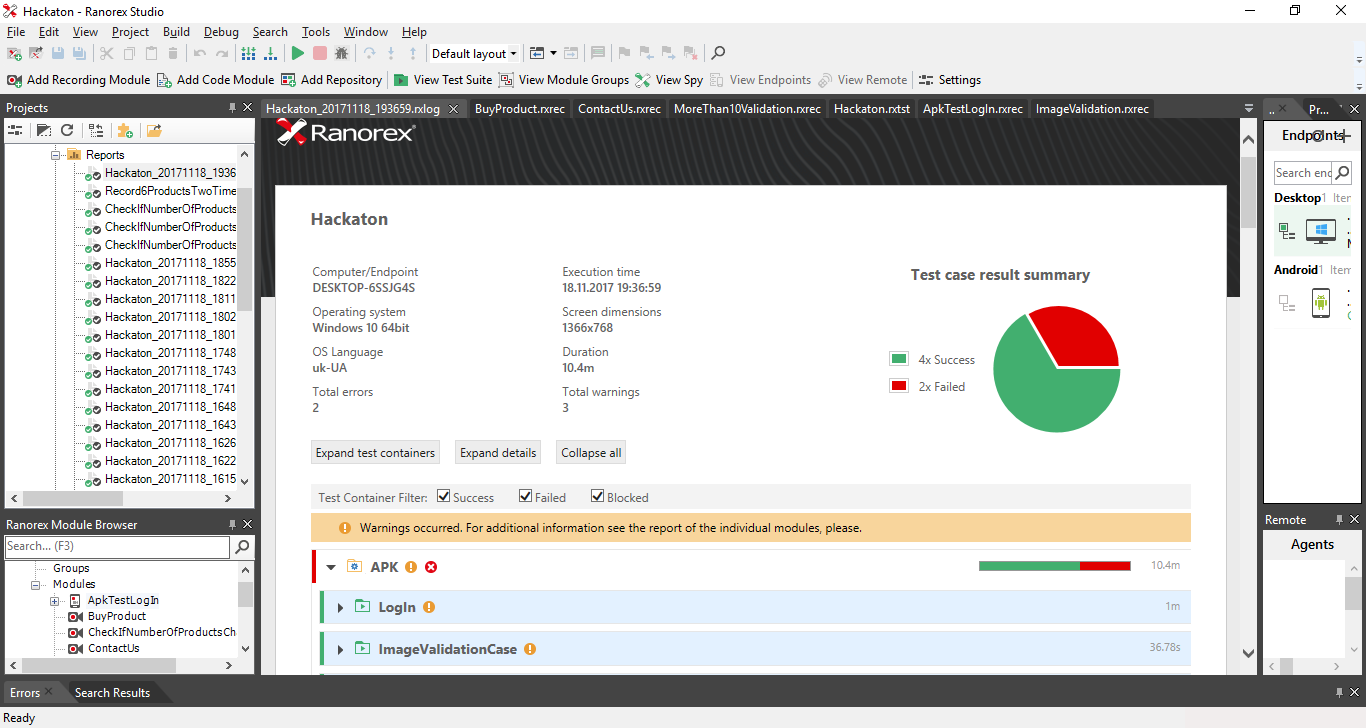 Hackaton - Ranorex Studio
File Edit View Project Build Debug Search Tools Window Help
Default layout
Add Recording Module Add Code Module Add Repository View Test Suite View Module Groups View Spy View Endpoints View Remote Settings
Projects
Reports
Hackaton_20171118_1936
Record6ProductsTwoTime
CheckIfNumberOfProducts
CheckIfNumberOfProducts
CheckIfNumberOfProducts
Hackaton_20171118_1855
Hackaton_20171118_1822
Hackaton_20171118_1811
Hackaton_20171118_1802
Hackaton_20171118_1801
Hackaton_20171118_1748
Hackaton_20171118_1743
Hackaton_20171118_1741
Hackaton_20171118_1648
Hackaton_20171118_1643
Hackaton_20171118_1626
Hackaton_20171118_1622
Hackaton_20171118_1615
Ranorex Module Browser
Search... (F3)
Groups
Modules
ApkTestLogIn
BuyProduct
CheckIfNumberOfProductsCh
ContactUs
Hackaton_20171118_193659.rxlog BuyProduct.rxrec ContactUs.rxrec MoreThan10Validation.rxrec Hackaton.rxtst ApkTestLogIn.rxrec ImageValidation.rxrec
Ranorex®
Hackaton
Computer/Endpoint
DESKTOP-6SSJG4S
Execution time
18.11.2017 19:36:59
Operating system
Windows 10 64bit
Screen dimensions
1366x768
OS Language
uk-UA
Duration
10.4m
Total errors
2
Total warnings
3
Test case result summary
4x Success
2x Failed
Expand test containers Expand details Collapse all
Test Container Filter: Success Failed Blocked
Warnings occurred. For additional information see the report of the individual modules, please.
APK 10.4m
LogIn 1m
ImageValidationCase 36.78s
.. Pr...
Endpoints
Search end
Desktop 1 Iter
Android 1 Item
Remote
Agents
Errors Search Results
Ready